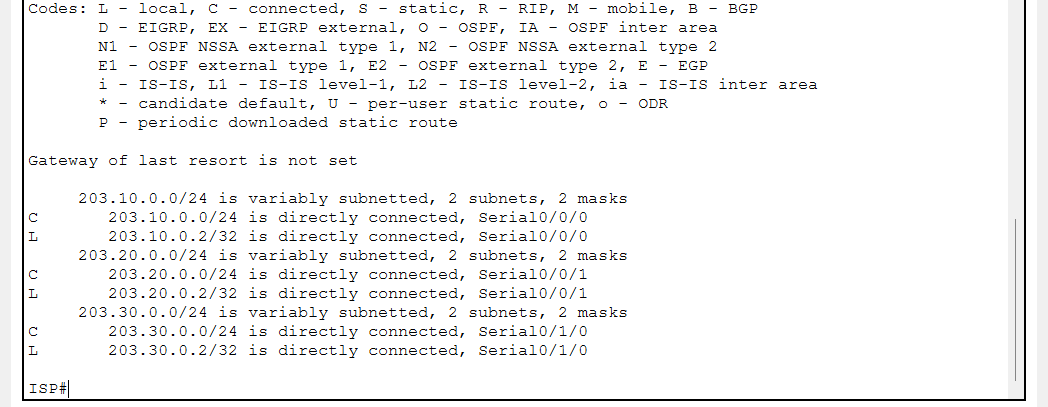 Codes: L - local, C - connected, S - static, R - RIP, M - mobile, B - BGP
       D - EIGRP, EX - EIGRP external, O - OSPF, IA - OSPF inter area
       N1 - OSPF NSSA external type 1, N2 - OSPF NSSA external type 2
       E1 - OSPF external type 1, E2 - OSPF external type 2, E - EGP
       i - IS-IS, L1 - IS-IS level-1, L2 - IS-IS level-2, ia - IS-IS inter area
       * - candidate default, U - per-user static route, o - ODR
       P - periodic downloaded static route

Gateway of last resort is not set

     203.10.0.0/24 is variably subnetted, 2 subnets, 2 masks
C       203.10.0.0/24 is directly connected, Serial0/0/0
L       203.10.0.2/32 is directly connected, Serial0/0/0
     203.20.0.0/24 is variably subnetted, 2 subnets, 2 masks
C       203.20.0.0/24 is directly connected, Serial0/0/1
L       203.20.0.2/32 is directly connected, Serial0/0/1
     203.30.0.0/24 is variably subnetted, 2 subnets, 2 masks
C       203.30.0.0/24 is directly connected, Serial0/1/0
L       203.30.0.2/32 is directly connected, Serial0/1/0

ISP#